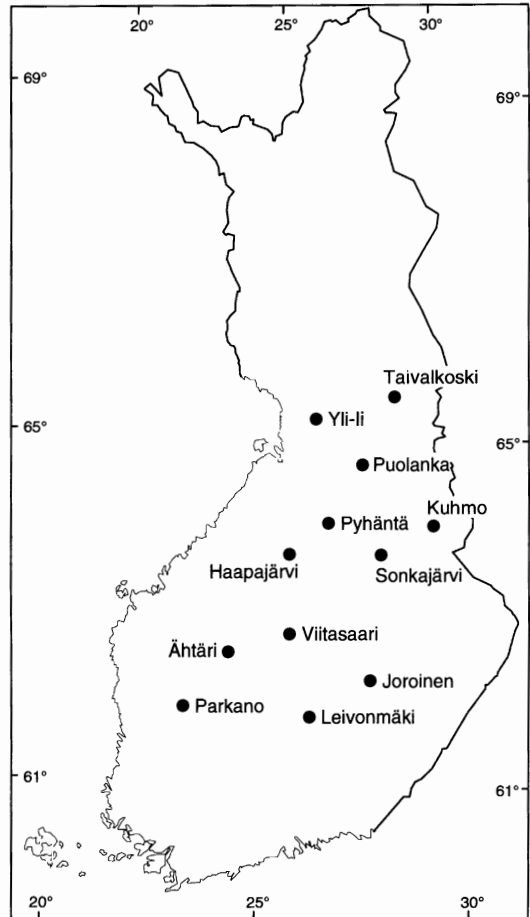 20° 25° 30°
69° 69°
Taivalkoski
Yli-Ii
65° 65°
Puolanka
Kuhmo
Pyhäntä
Haapajärvi Sonkajärvi
Viitasaari
Ähtäri
Joroinen
Parkano Leivonmäki
61° 61°
20° 25° 30°